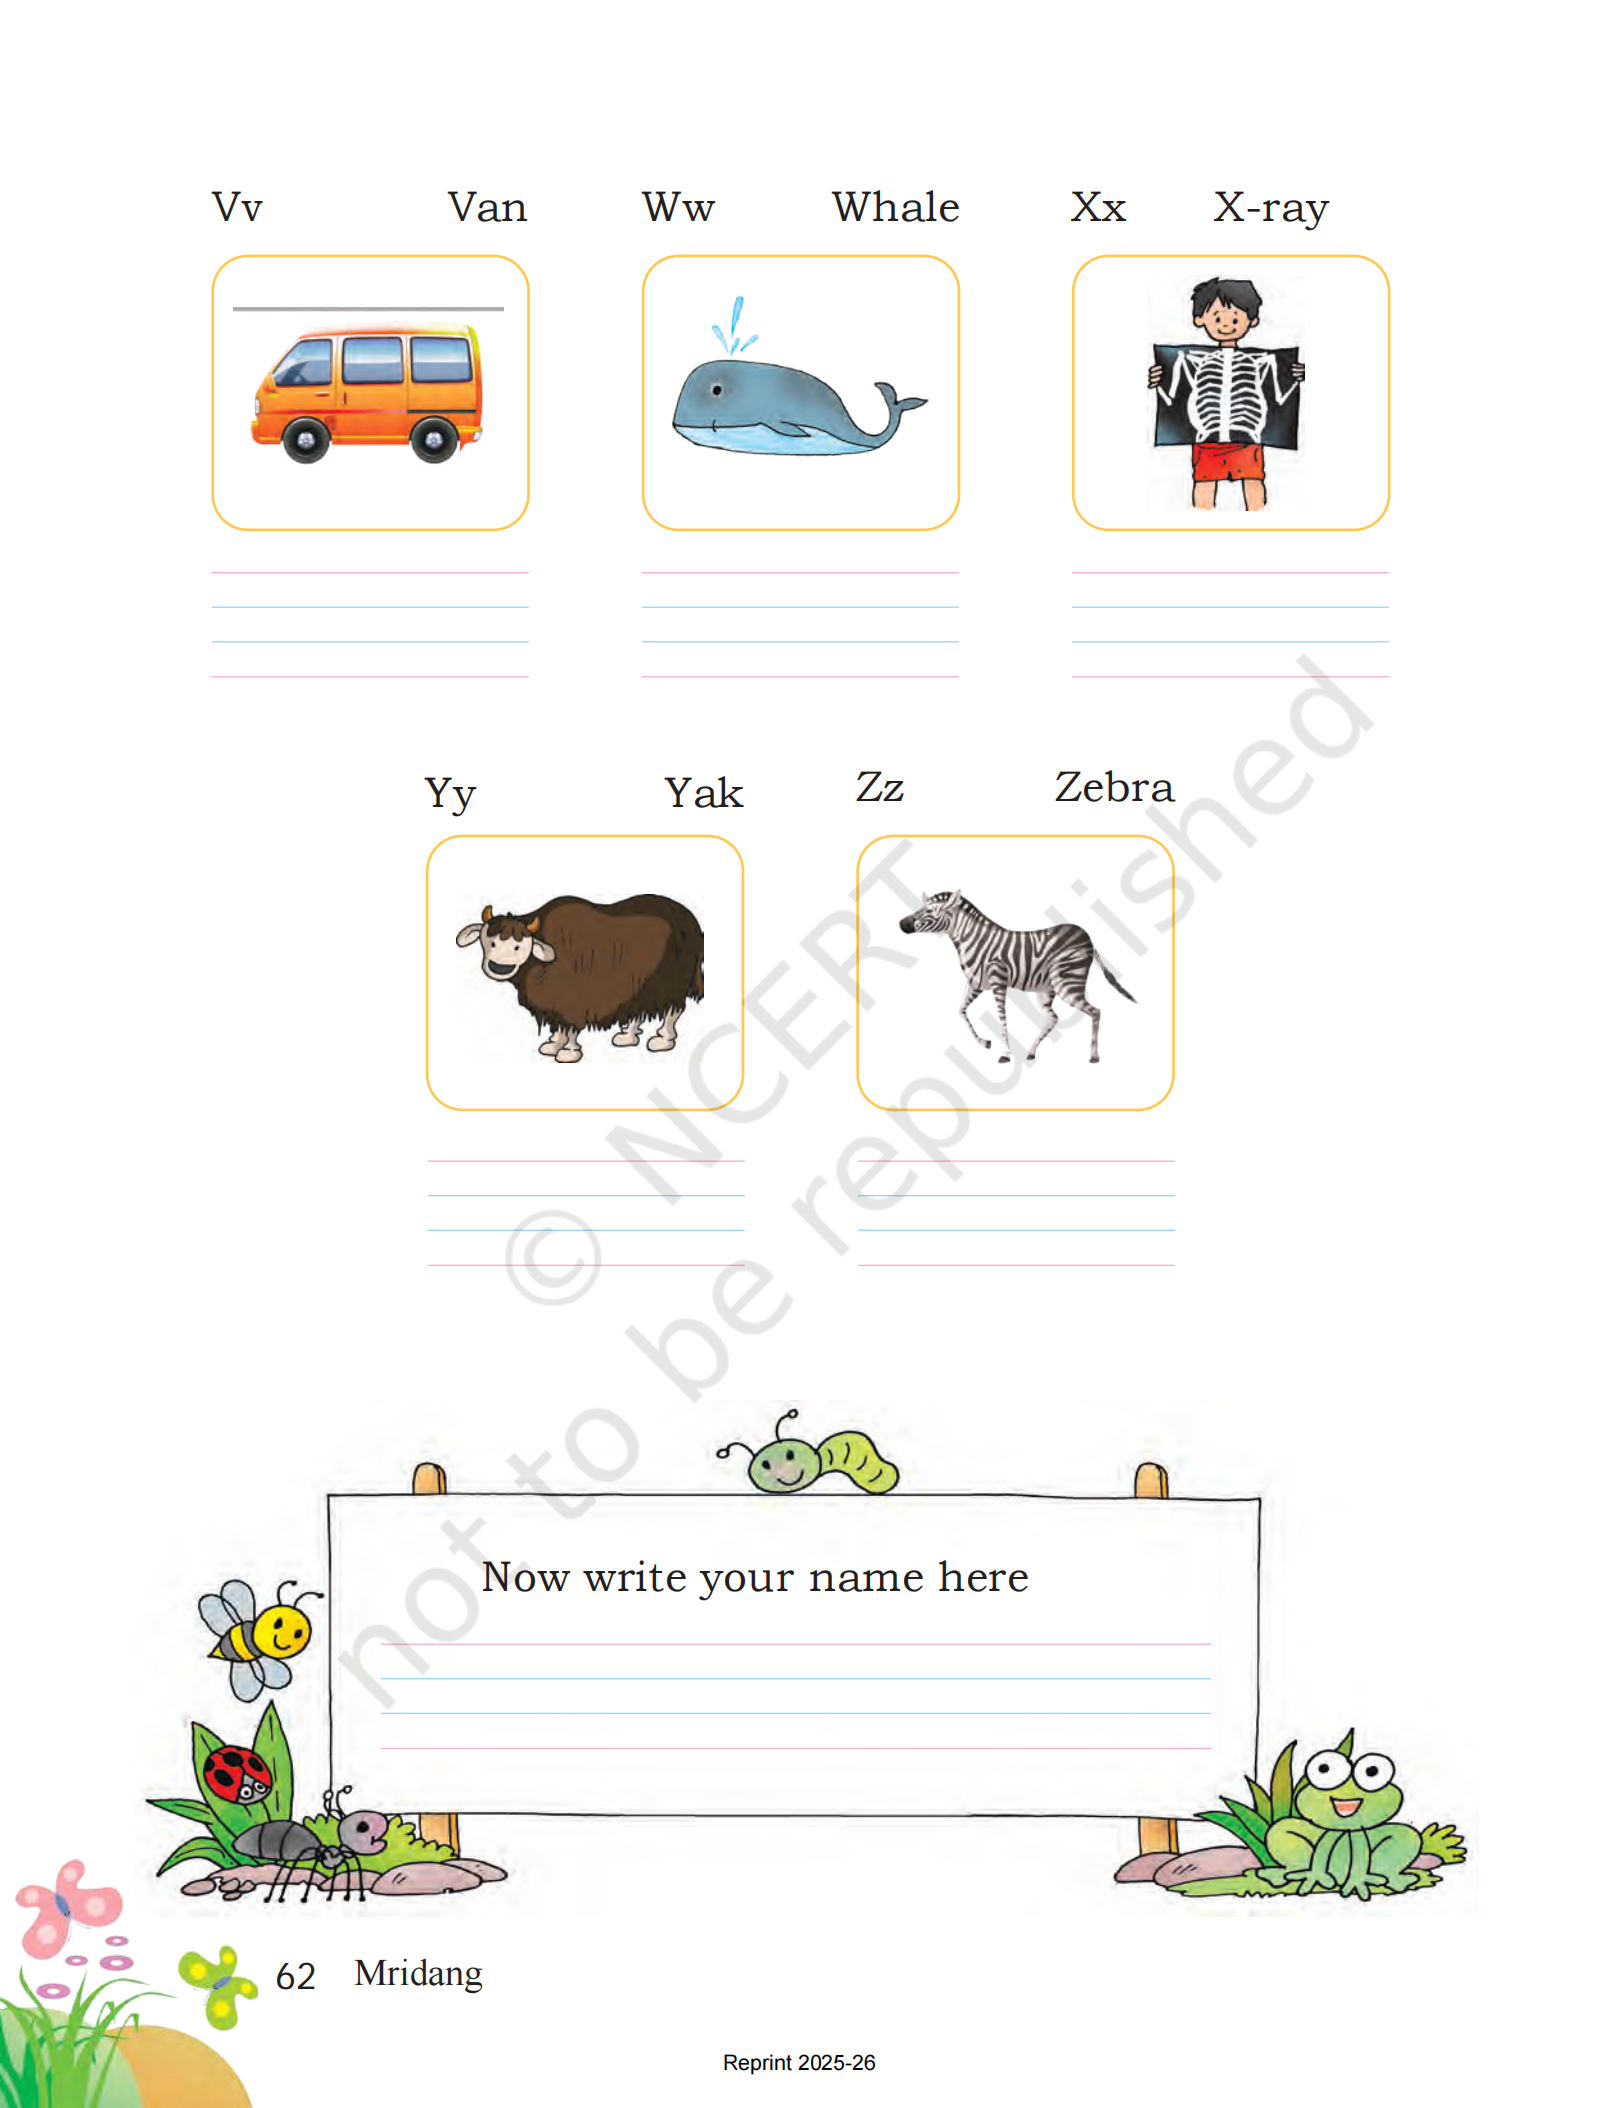 Vv Van Ww Whale Xx X-ray
Yy Yak Zz Zebra
© NCERT
not to be republished
Now write your name here
62 Mridang
Reprint 2025-26